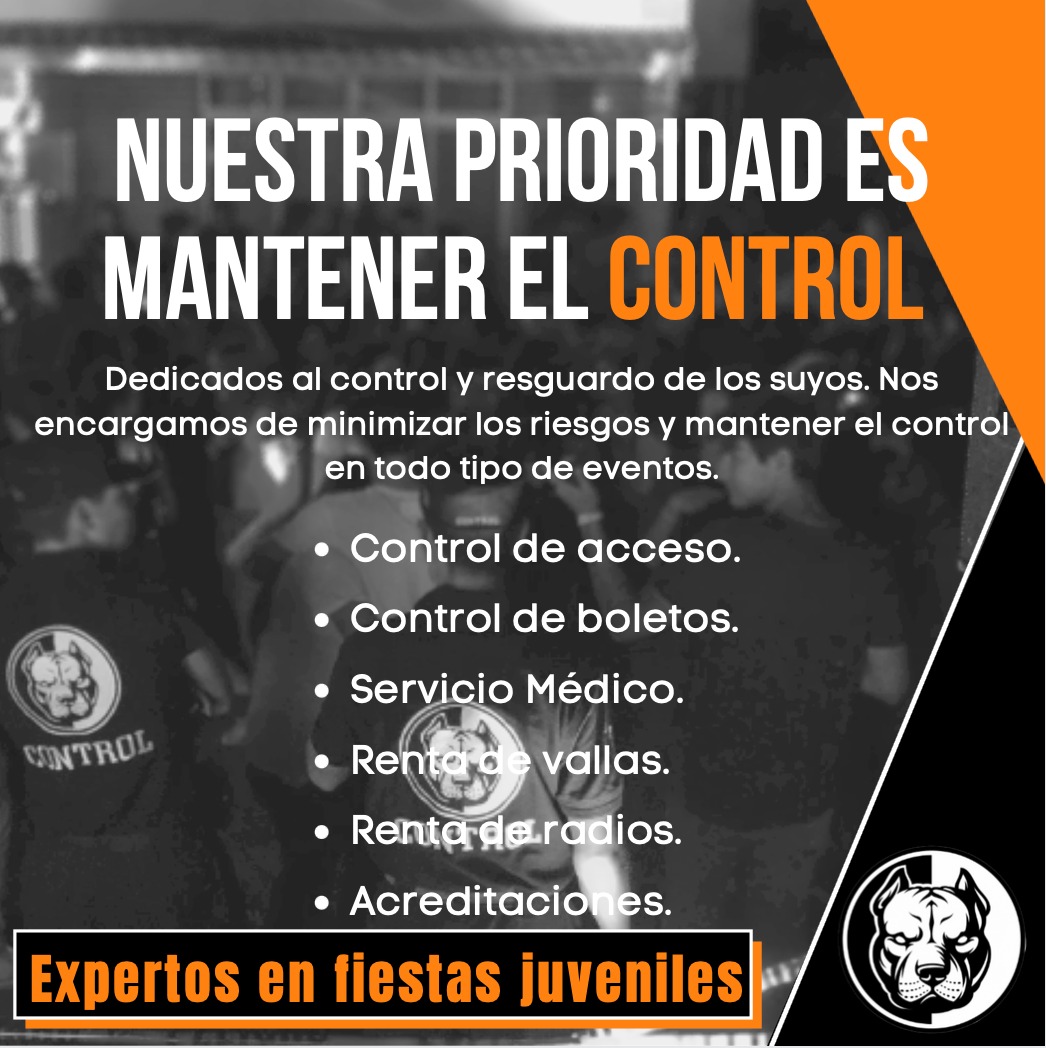 NUESTRA PRIORIDAD ES
MANTENER EL CONTROL
Dedicados al control y resguardo de los suyos. Nos
encargamos de minimizar los riesgos y mantener el control
en todo tipo de eventos.
• Control de acceso.
• Control de boletos.
• Servicio Médico.
• Renta de vallas.
• Renta de radios.
• Acreditaciones.
CONTROL
CONTROL
Expertos en fiestas juveniles